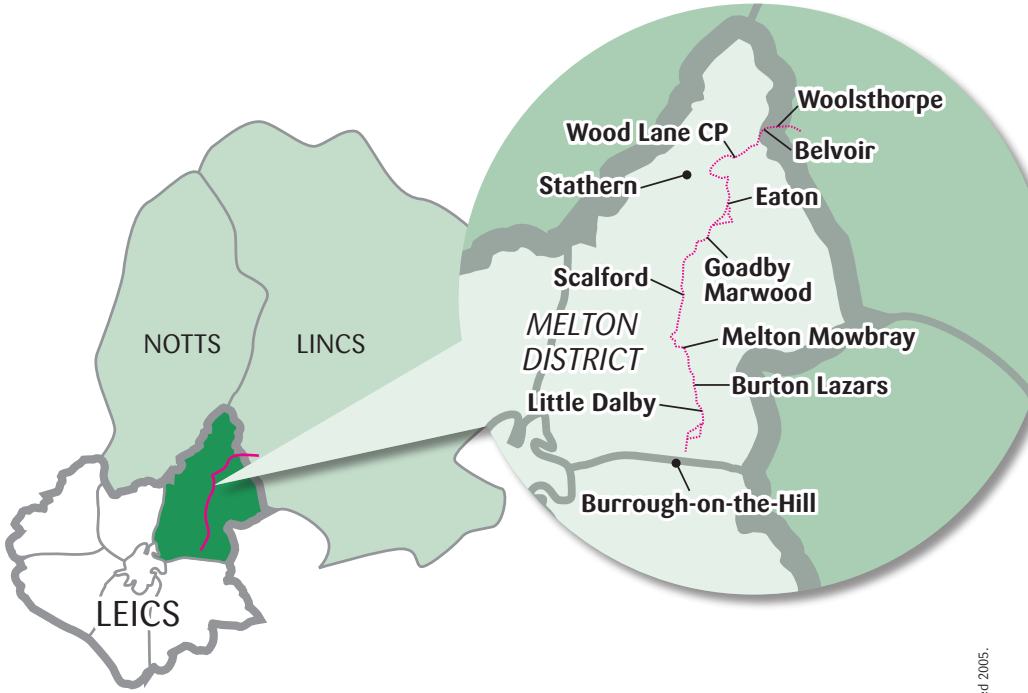 Woolsthorpe
Wood Lane CP
Belvoir
Stathern
Eaton
Goadby
Marwood
Scalford
NOTTS
LINCS
MELTON
DISTRICT
Melton Mowbray
Burton Lazars
Little Dalby
Burrough-on-the-Hill
LEICS
2005.